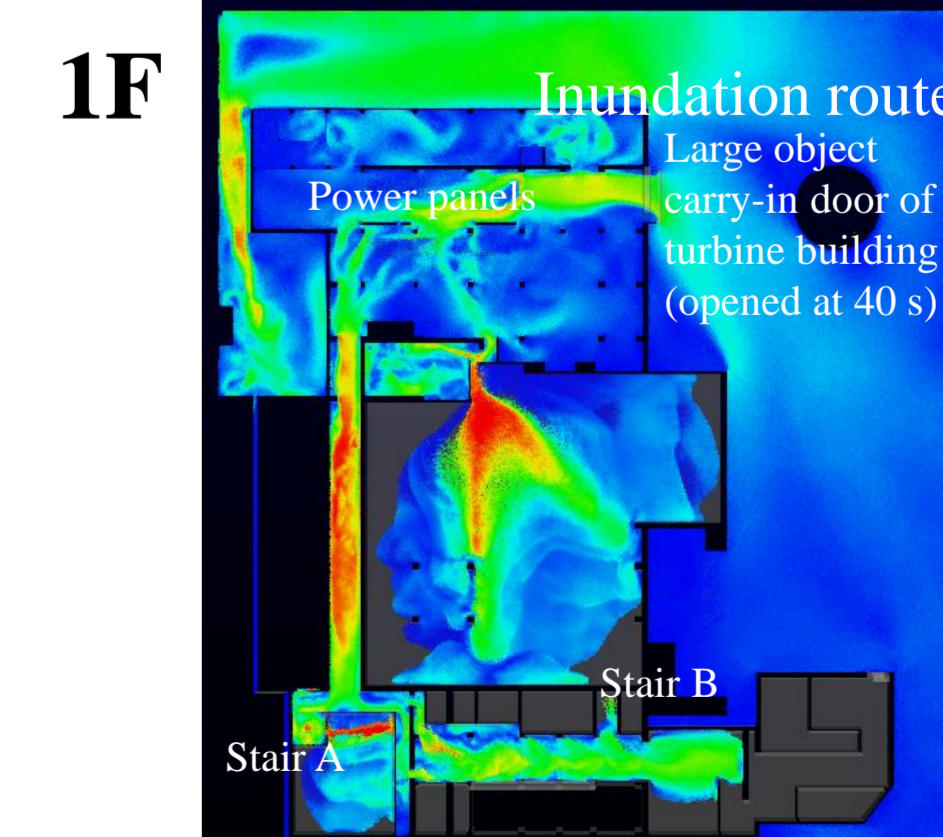 1F
Inundation route
Large object
carry-in door of
turbine building
(opened at 40 s)
Power panels
Stair B
Stair A